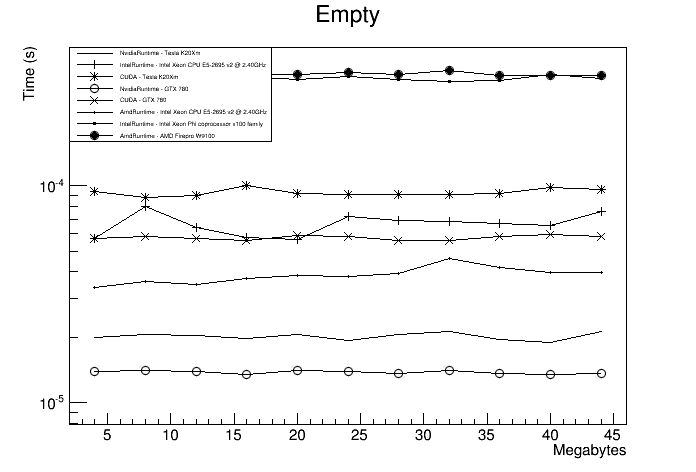 Empty
Time (s)
NvidiaRuntime - Tesla K20Xm
IntelRuntime - Intel Xeon CPU E5-2695 v2 @ 2.40GHz
CUDA - Tesla K20Xm
NvidiaRuntime - GTX 780
CUDA - GTX 780
AmdRuntime - Intel Xeon CPU E5-2695 v2 @ 2.40GHz
IntelRuntime - Intel Xeon Phi coprocessor x100 family
AmdRuntime - AMD Firepro W9100
10⁻⁴
10⁻⁵
5 10 15 20 25 30 35 40 45
Megabytes